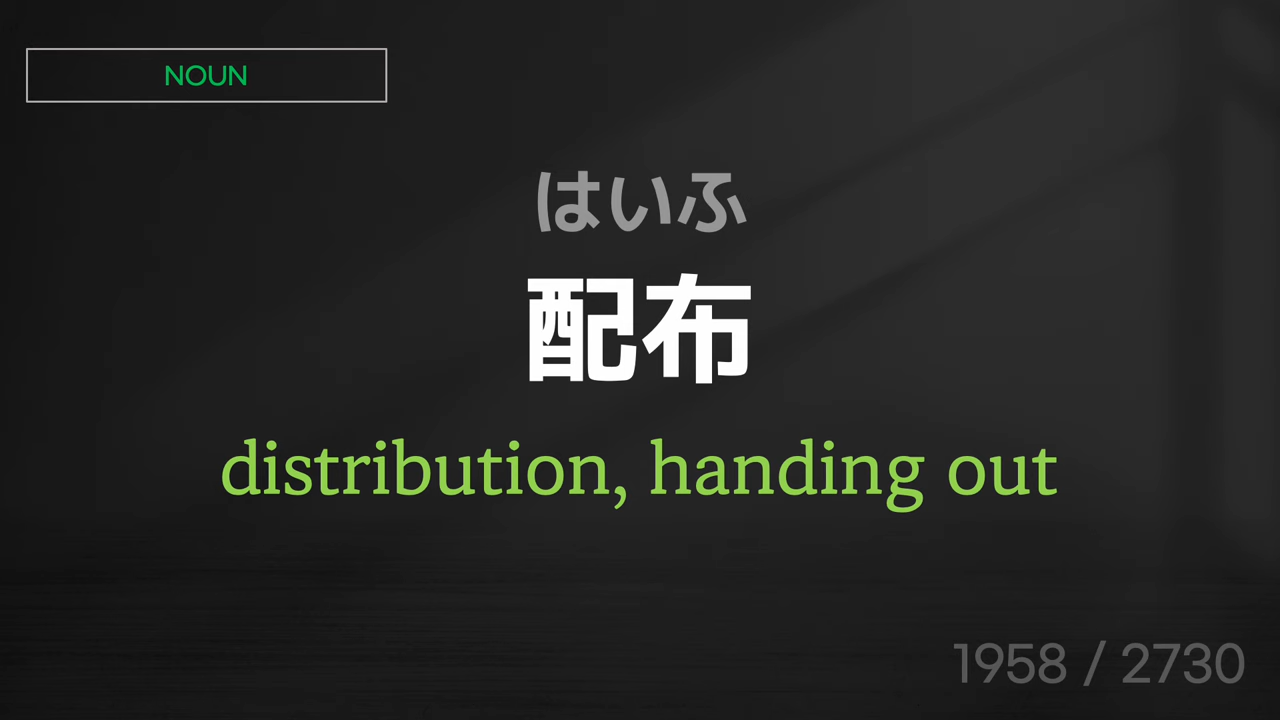 NOUN
はいふ
配布
distribution, handing out
1958 / 2730